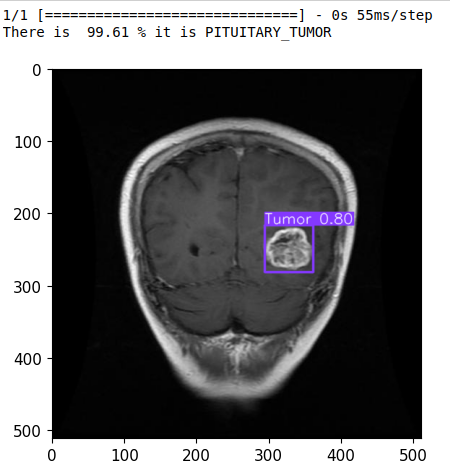 1/1 [==============================] - 0s 55ms/step
There is  99.61 % it is PITUITARY_TUMOR
0
100
200
Tumor 0.80
300
400
500
0 100 200 300 400 500